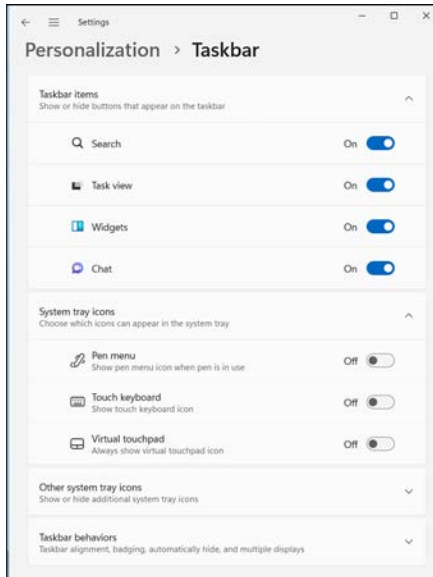 Settings
Personalization > Taskbar
Taskbar items
Show or hide buttons that appear on the taskbar
Search On
Task view On
Widgets On
Chat On
System tray icons
Choose which icons can appear in the system tray
Pen menu
Show pen menu icon when pen is in use
Off
Touch keyboard
Show touch keyboard icon
Off
Virtual touchpad
Always show virtual touchpad icon
Off
Other system tray icons
Show or hide additional system tray icons
Taskbar behaviors
Taskbar alignment, badging, automatically hide, and multiple displays